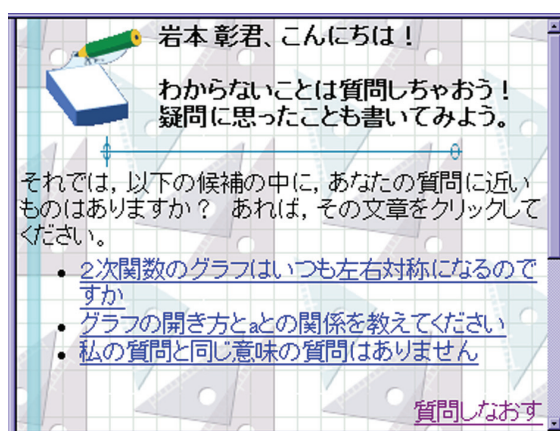 岩本 彰君、こんにちは！
わからないことは質問しちゃおう！
疑問に思ったことも書いてみよう。
それでは，以下の候補の中に，あなたの質問に近い
ものはありますか？　あれば，その文章をクリックして
ください。
• 2次関数のグラフはいつも左右対称になるので
すか
• グラフの開き方とaとの関係を教えてください
• 私の質問と同じ意味の質問はありません
質問しなおす